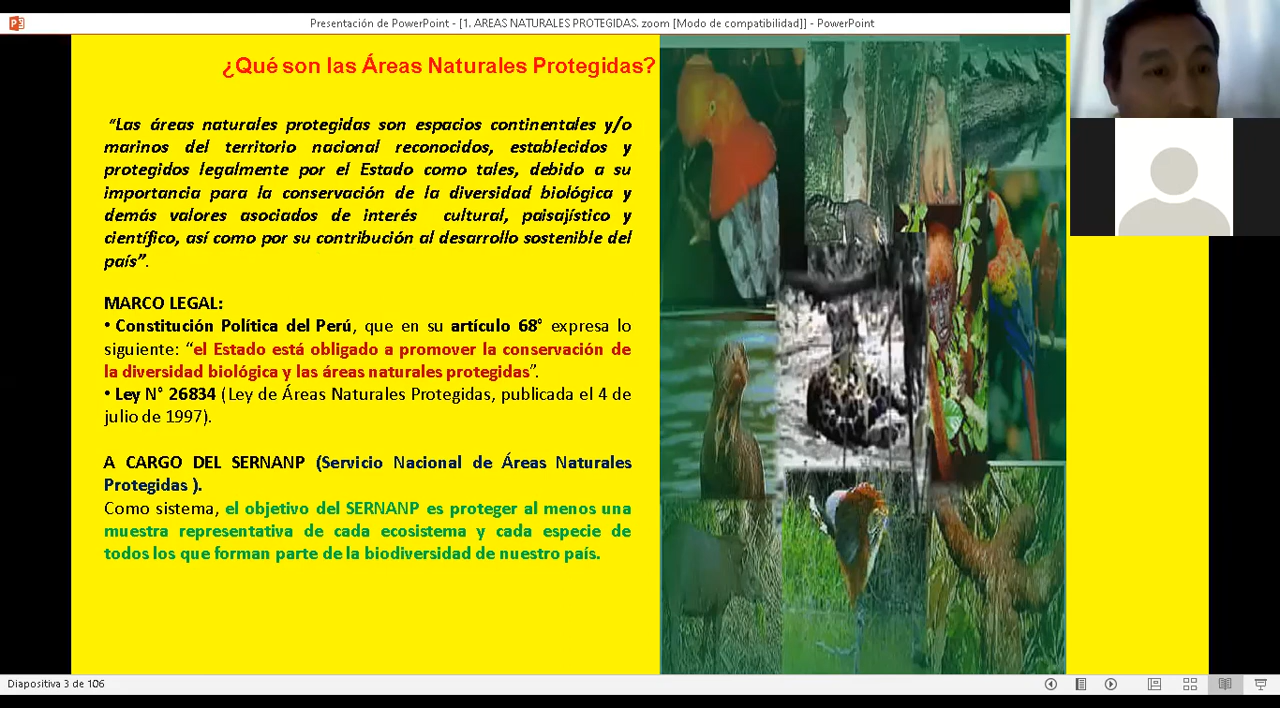 Presentación de PowerPoint - [1. AREAS NATURALES PROTEGIDAS. zoom [Modo de compatibilidad]] - PowerPoint
¿Qué son las Áreas Naturales Protegidas?
“Las áreas naturales protegidas son espacios continentales y/o
marinos del territorio nacional reconocidos, establecidos y
protegidos legalmente por el Estado como tales, debido a su
importancia para la conservación de la diversidad biológica y
demás valores asociados de interés cultural, paisajístico y
científico, así como por su contribución al desarrollo sostenible del
país”.
MARCO LEGAL:
• Constitución Política del Perú, que en su artículo 68° expresa lo
siguiente: “el Estado está obligado a promover la conservación de
la diversidad biológica y las áreas naturales protegidas”.
• Ley N° 26834 (Ley de Áreas Naturales Protegidas, publicada el 4 de
julio de 1997).
A CARGO DEL SERNANP (Servicio Nacional de Áreas Naturales
Protegidas ).
Como sistema, el objetivo del SERNANP es proteger al menos una
muestra representativa de cada ecosistema y cada especie de
todos los que forman parte de la biodiversidad de nuestro país.
Diapositiva 3 de 106